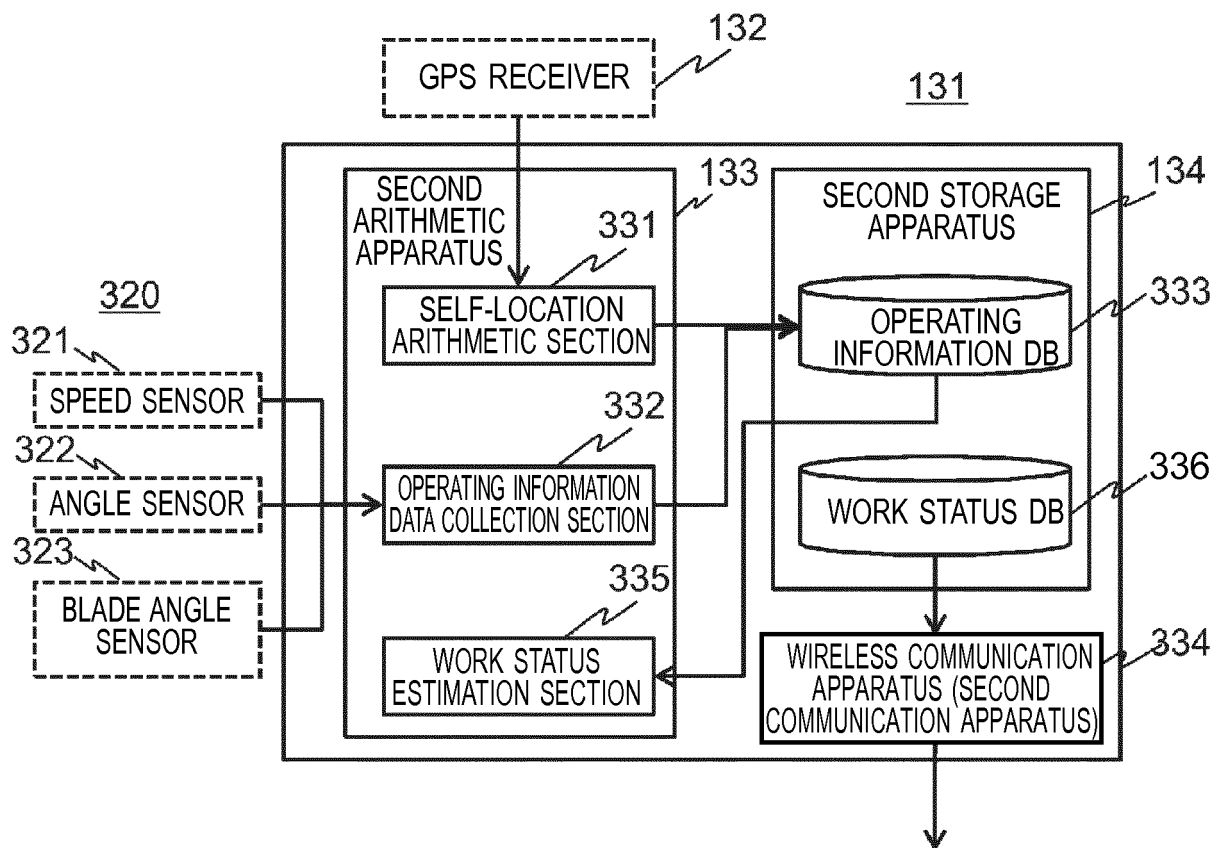 132
GPS RECEIVER
131
SECOND
ARITHMETIC
APPARATUS
133
SECOND STORAGE
APPARATUS
134
331
SELF-LOCATION
ARITHMETIC SECTION
OPERATING
INFORMATION DB
333
320
321
SPEED SENSOR
322
ANGLE SENSOR
323
BLADE ANGLE
SENSOR
332
OPERATING INFORMATION
DATA COLLECTION SECTION
WORK STATUS DB
336
335
WORK STATUS
ESTIMATION SECTION
WIRELESS COMMUNICATION
APPARATUS (SECOND
COMMUNICATION APPARATUS)
334